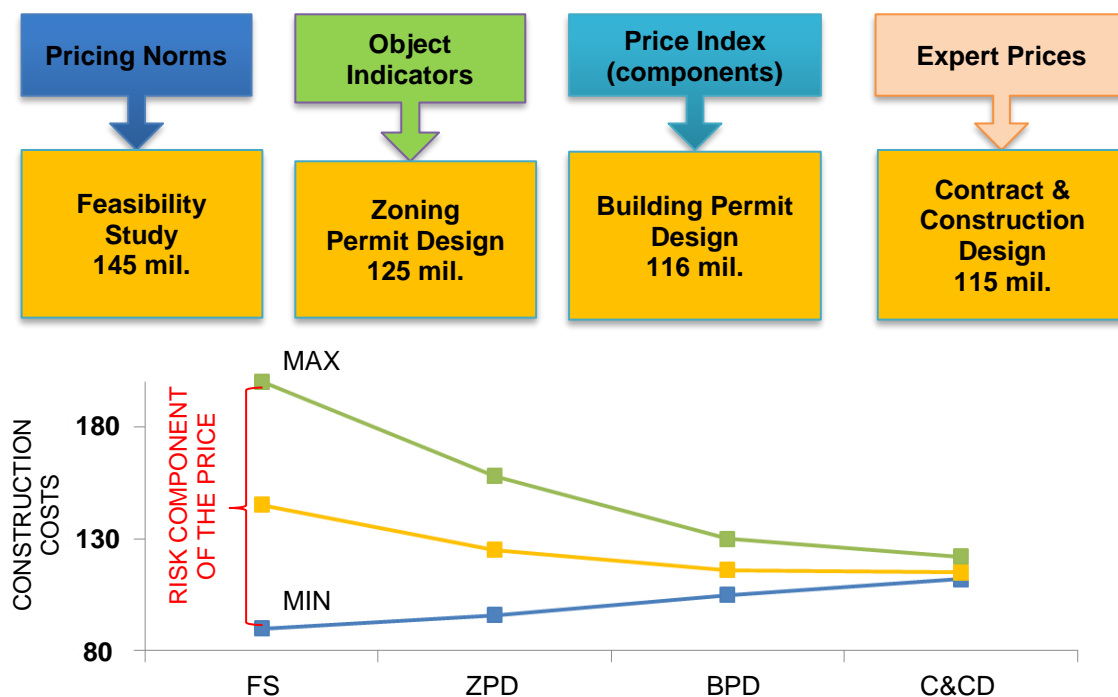 Pricing Norms
Object
Indicators
Price Index
(components)
Expert Prices
Feasibility
Study
145 mil.
Zoning
Permit Design
125 mil.
Building Permit
Design
116 mil.
Contract &
Construction
Design
115 mil.
MAX
MIN
RISK COMPONENT
OF THE PRICE
CONSTRUCTION
COSTS
180
130
80
FS
ZPD
BPD
C&CD